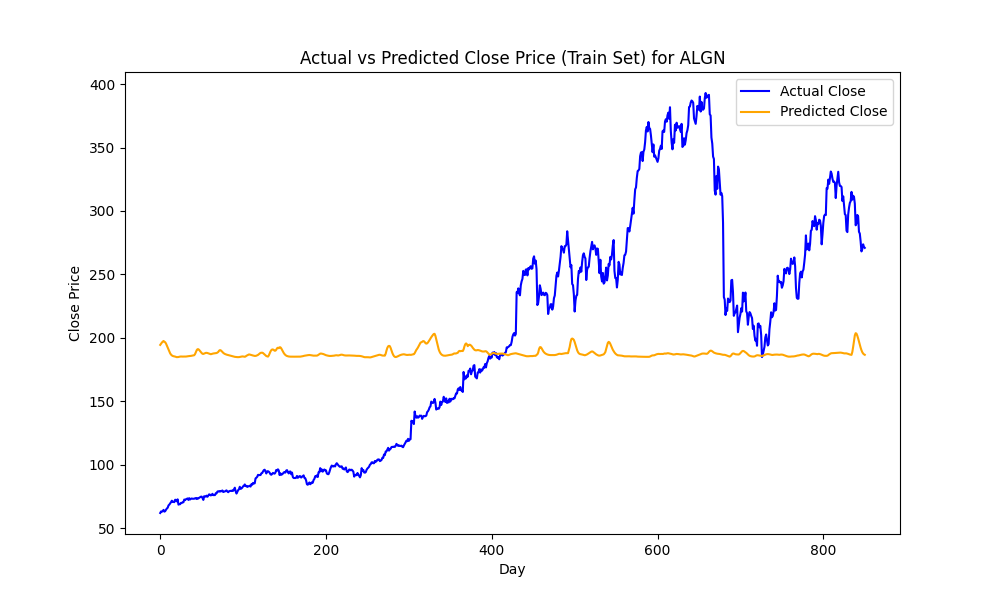 Actual vs Predicted Close Price (Train Set) for ALGN
Actual Close
Predicted Close
Close Price
400
350
300
250
200
150
100
50
0 200 400 600 800
Day